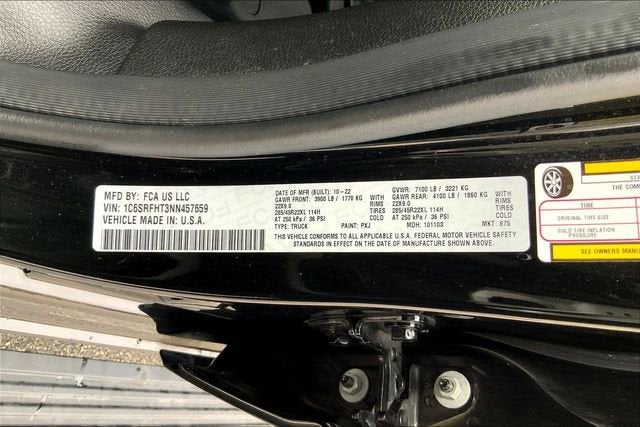 MFD BY: FCA US LLC
VIN: 1C6SRFHT3NN457659
VEHICLE MADE IN: U.S.A.
DATE OF MFR (BUILT): 10-22
GAWR FRONT: 3900 LB / 1770 KG WITH
22X9.0 RIMS
285/45R22XL 114H TIRES
AT 250 kPa / 36 PSI COLD
TYPE: TRUCK PAINT: PXJ
GVWR: 7100 LB / 3221 KG
GAWR REAR: 4100 LB / 1860 KG WITH
22X9.0 RIMS
285/45R22XL 114H TIRES
AT 250 kPa / 36 PSI COLD
MDH: 101103 MKT: 875
THIS VEHICLE CONFORMS TO ALL APPLICABLE U.S.A. FEDERAL MOTOR VEHICLE SAFETY
STANDARDS IN EFFECT ON THE DATE OF MANUFACTURE SHOWN ABOVE.
TIRE
ORIGINAL TIRE SIZE
COLD TIRE INFLATION
PRESSURE
SEE OWNERS MANU